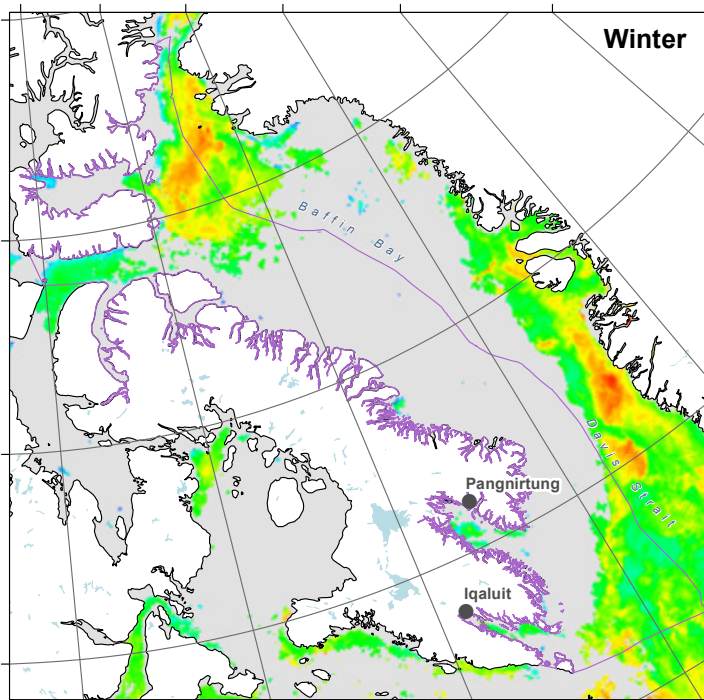 Winter
Baffin Bay
Davis Strait
Pangnirtung
Iqaluit